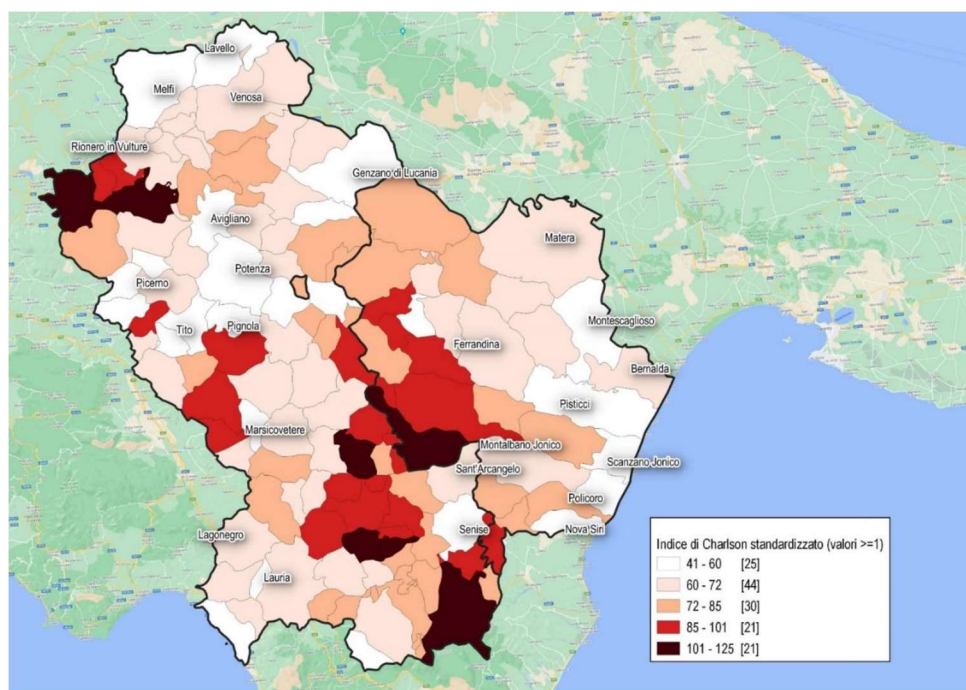 Lavello
Melfi
Venosa
Rionero in Vulture
Genzano di Lucania
Avigliano
Matera
Potenza
Picerno
Montescaglioso
Tito
Pignola
Ferrandina
Bernalda
Pisticci
Marsicovetere
Montalbano Jonico
Scanzano Jonico
Sant'Arcangelo
Policoro
Senise
Nova Siri
Lagonegro
Lauria
Indice di Charlson standardizzato (valori >=1)
41 - 60 [25]
60 - 72 [44]
72 - 85 [30]
85 - 101 [21]
101 - 125 [21]